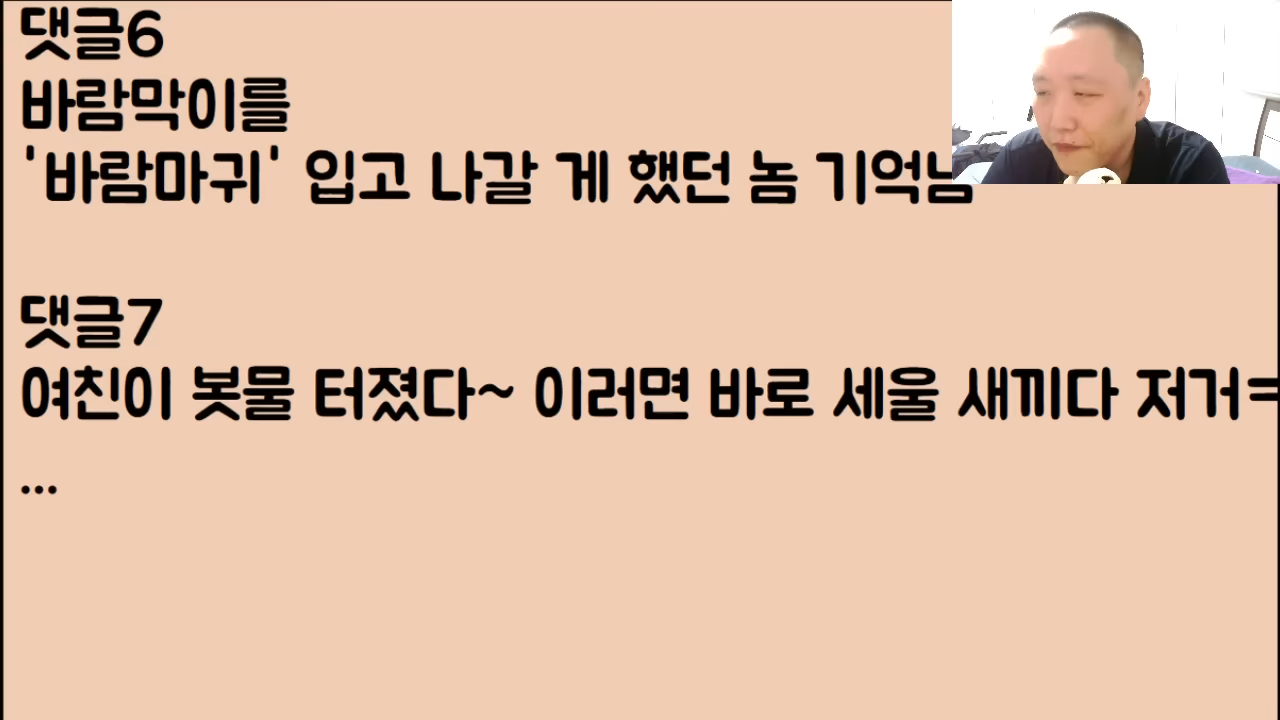 댓글6
바람막이를
'바람마귀' 입고 나갈 게 했던 놈 기억남
댓글7
여친이 봇물 터졌다~ 이러면 바로 세울 새끼다 저거ㅋ
...